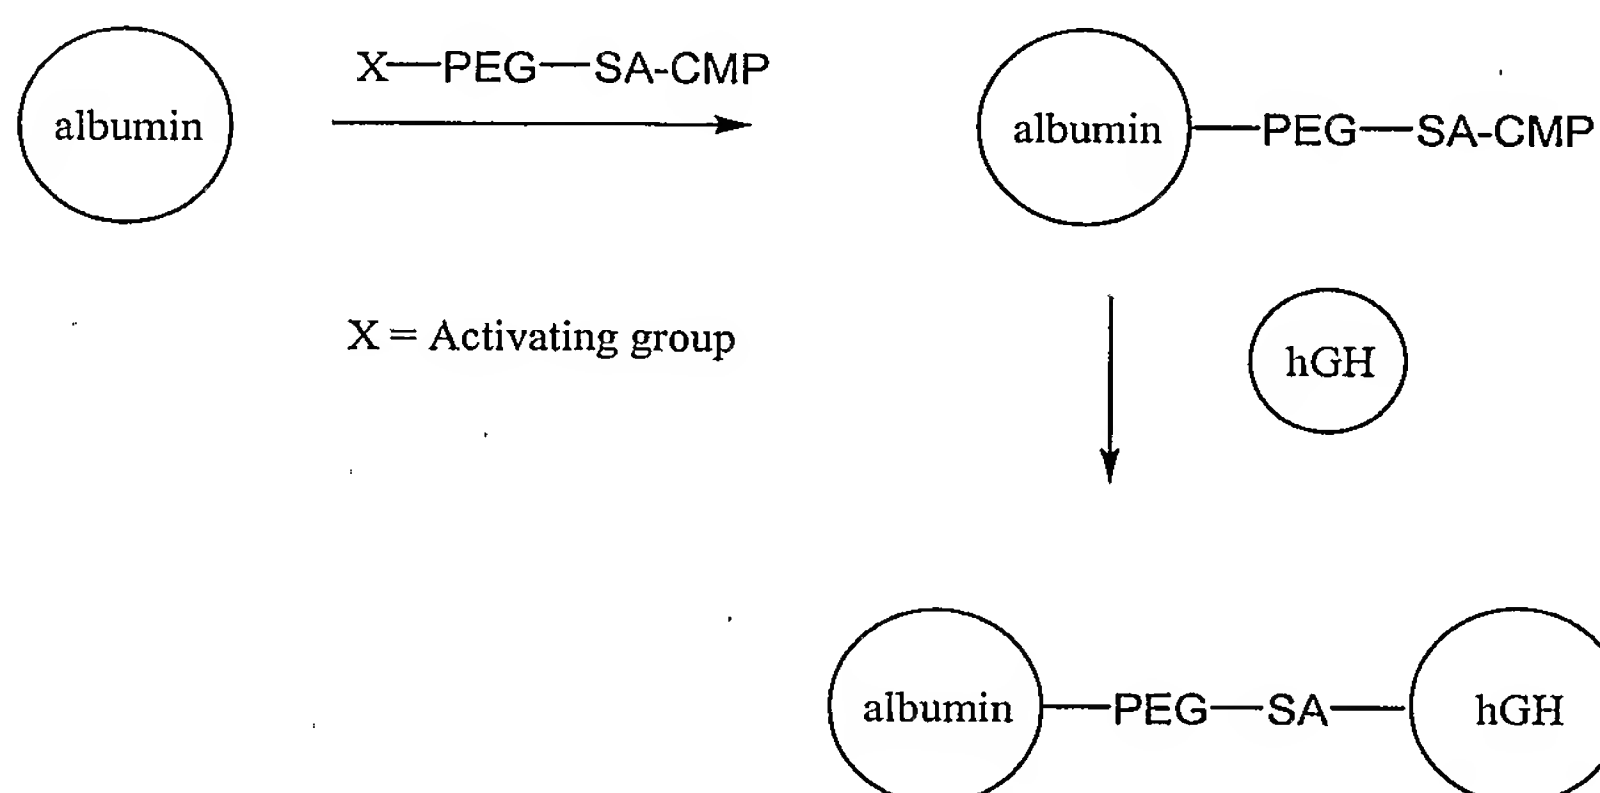 albumin
X—PEG—SA-CMP
albumin—PEG—SA-CMP
X = Activating group
hGH
albumin—PEG—SA—hGH